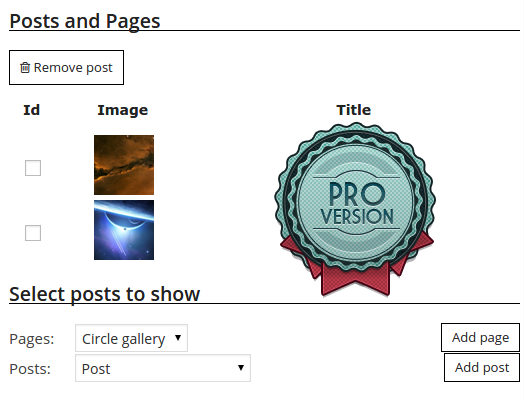 Posts and Pages
Remove post
Id Image Title
PRO
VERSION
Select posts to show
Pages: Circle gallery Add page
Posts: Post Add post